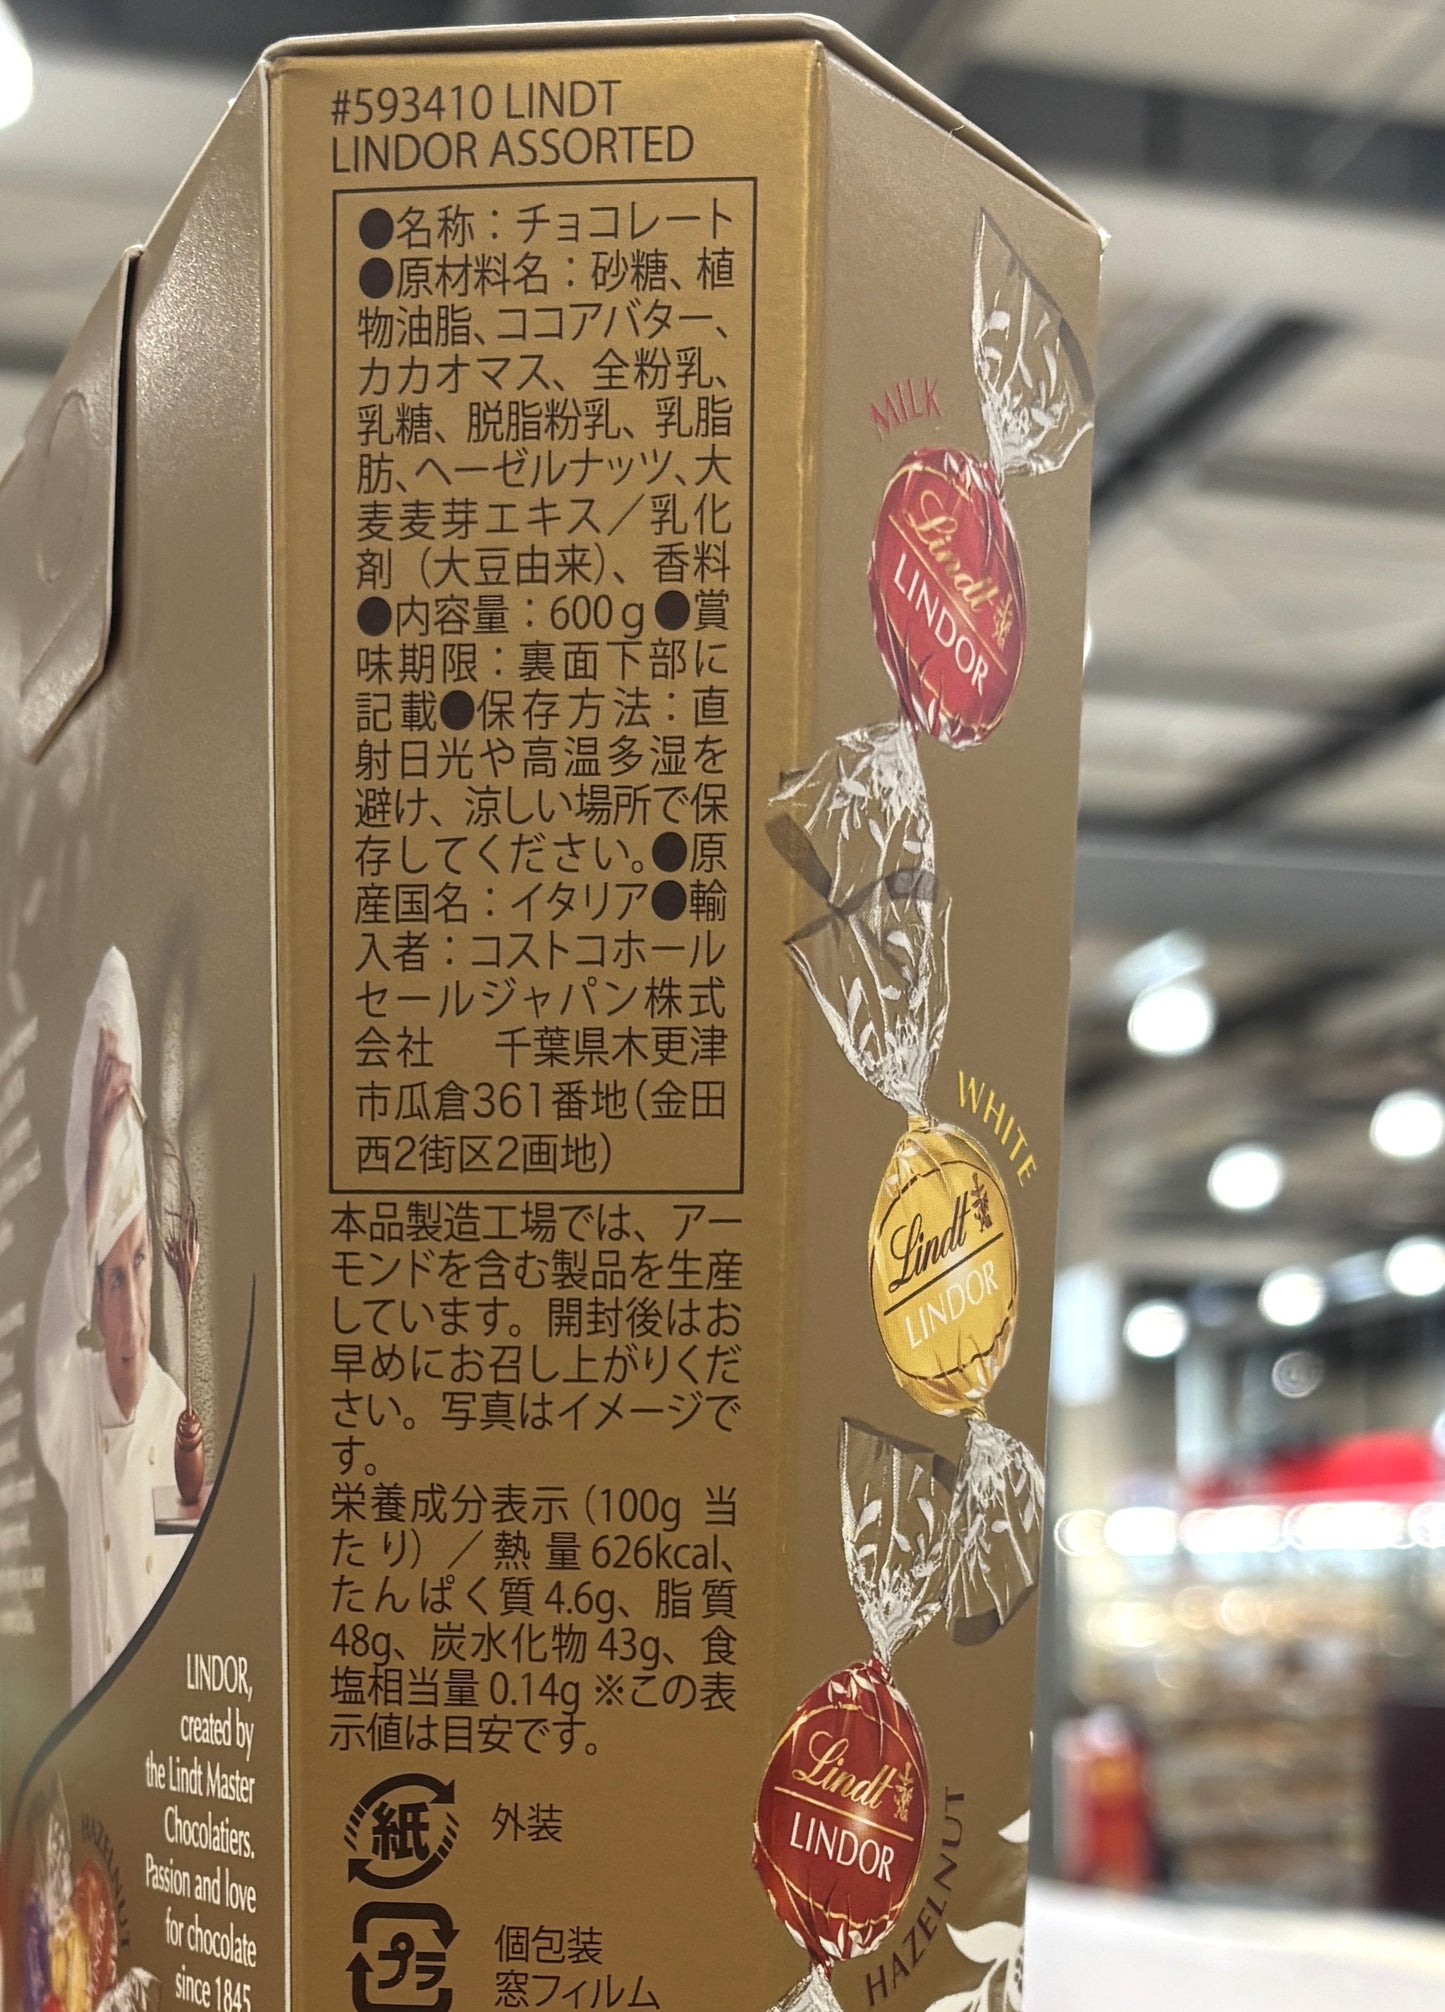 #593410 LINDT
LINDOR ASSORTED
●名称：チョコレート
●原材料名：砂糖、植
物油脂、ココアバター、
カカオマス、全粉乳、
乳糖、脱脂粉乳、乳脂
肪、ヘーゼルナッツ、大
麦麦芽エキス／乳化
剤（大豆由来）、香料
●内容量：600g●賞
味期限：裏面下部に
記載●保存方法：直
射日光や高温多湿を
避け、涼しい場所で保
存してください。●原
産国名：イタリア●輸
入者：コストコホール
セールジャパン株式
会社　千葉県木更津
市瓜倉361番地（金田
西2街区2画地）
本品製造工場では、アー
モンドを含む製品を生産
しています。開封後はお
早めにお召し上がりくだ
さい。写真はイメージで
す。
栄養成分表示（100g 当
たり）／熱量626kcal、
たんぱく質4.6g、脂質
48g、炭水化物43g、食
塩相当量0.14g ※この表
示値は目安です。
紙 外装
プラ 個包装
窓フィルム
MILK
Lindt
LINDOR
WHITE
Lindt
LINDOR
Lindt
LINDOR
HAZELNUT
LINDOR,
created by
the Lindt Master
Chocolatiers.
Passion and love
for chocolate
since 1845
HAZELNUT